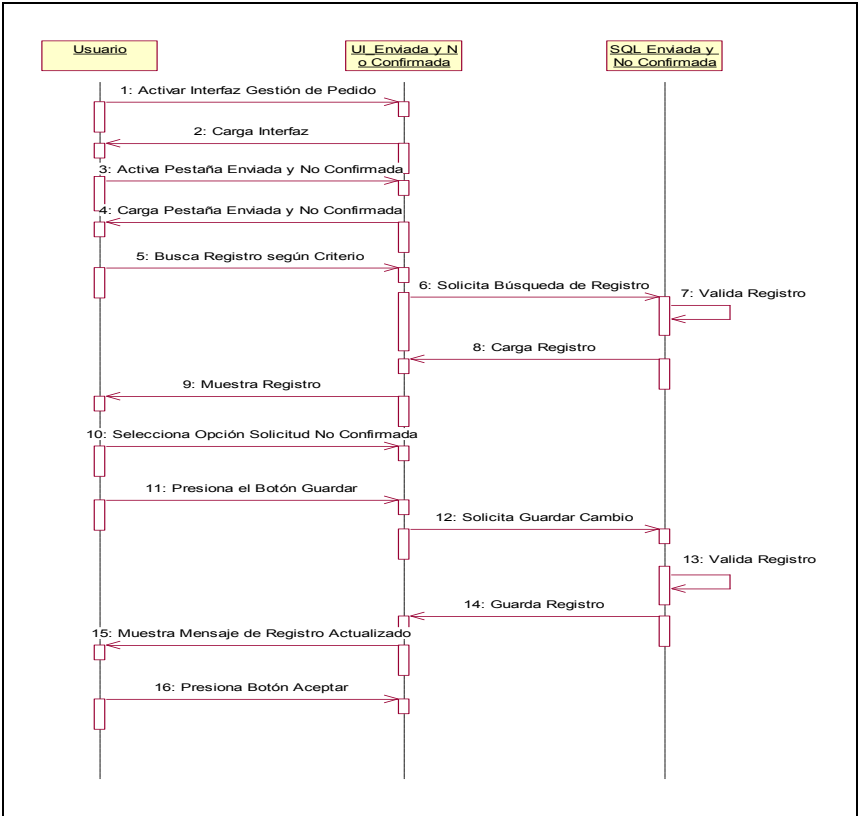 Usuario
UI_Enviada y N
o Confirmada
SQL Enviada y
No Confirmada
1: Activar Interfaz Gestión de Pedido
2: Carga Interfaz
3: Activa Pestaña Enviada y No Confirmada
4: Carga Pestaña Enviada y No Confirmada
5: Busca Registro según Criterio
6: Solicita Búsqueda de Registro
7: Valida Registro
8: Carga Registro
9: Muestra Registro
10: Selecciona Opción Solicitud No Confirmada
11: Presiona el Botón Guardar
12: Solicita Guardar Cambio
13: Valida Registro
14: Guarda Registro
15: Muestra Mensaje de Registro Actualizado
16: Presiona Botón Aceptar